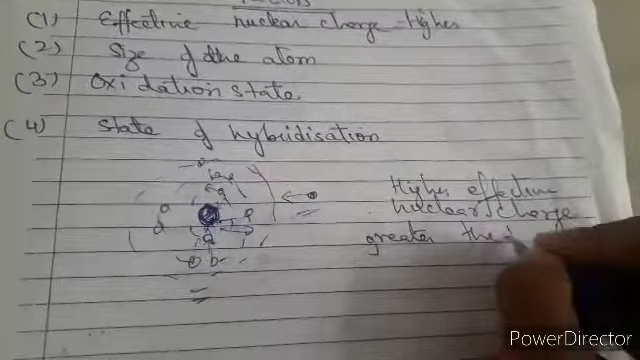 (1) Effective nuclear charge - Higher
(2) Size of the atom
(3) Oxidation state.
(4) State of hybridisation
Higher effective
nuclear charge
greater the
PowerDirector